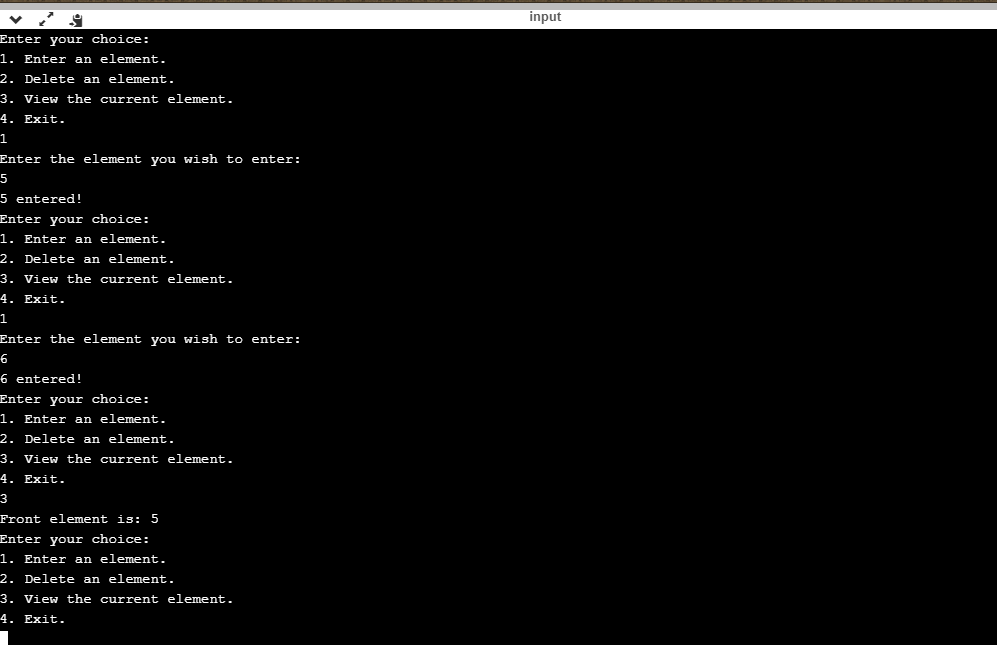 input
Enter your choice:
1. Enter an element.
2. Delete an element.
3. View the current element.
4. Exit.
1
Enter the element you wish to enter:
5
5 entered!
Enter your choice:
1. Enter an element.
2. Delete an element.
3. View the current element.
4. Exit.
1
Enter the element you wish to enter:
6
6 entered!
Enter your choice:
1. Enter an element.
2. Delete an element.
3. View the current element.
4. Exit.
3
Front element is: 5
Enter your choice:
1. Enter an element.
2. Delete an element.
3. View the current element.
4. Exit.